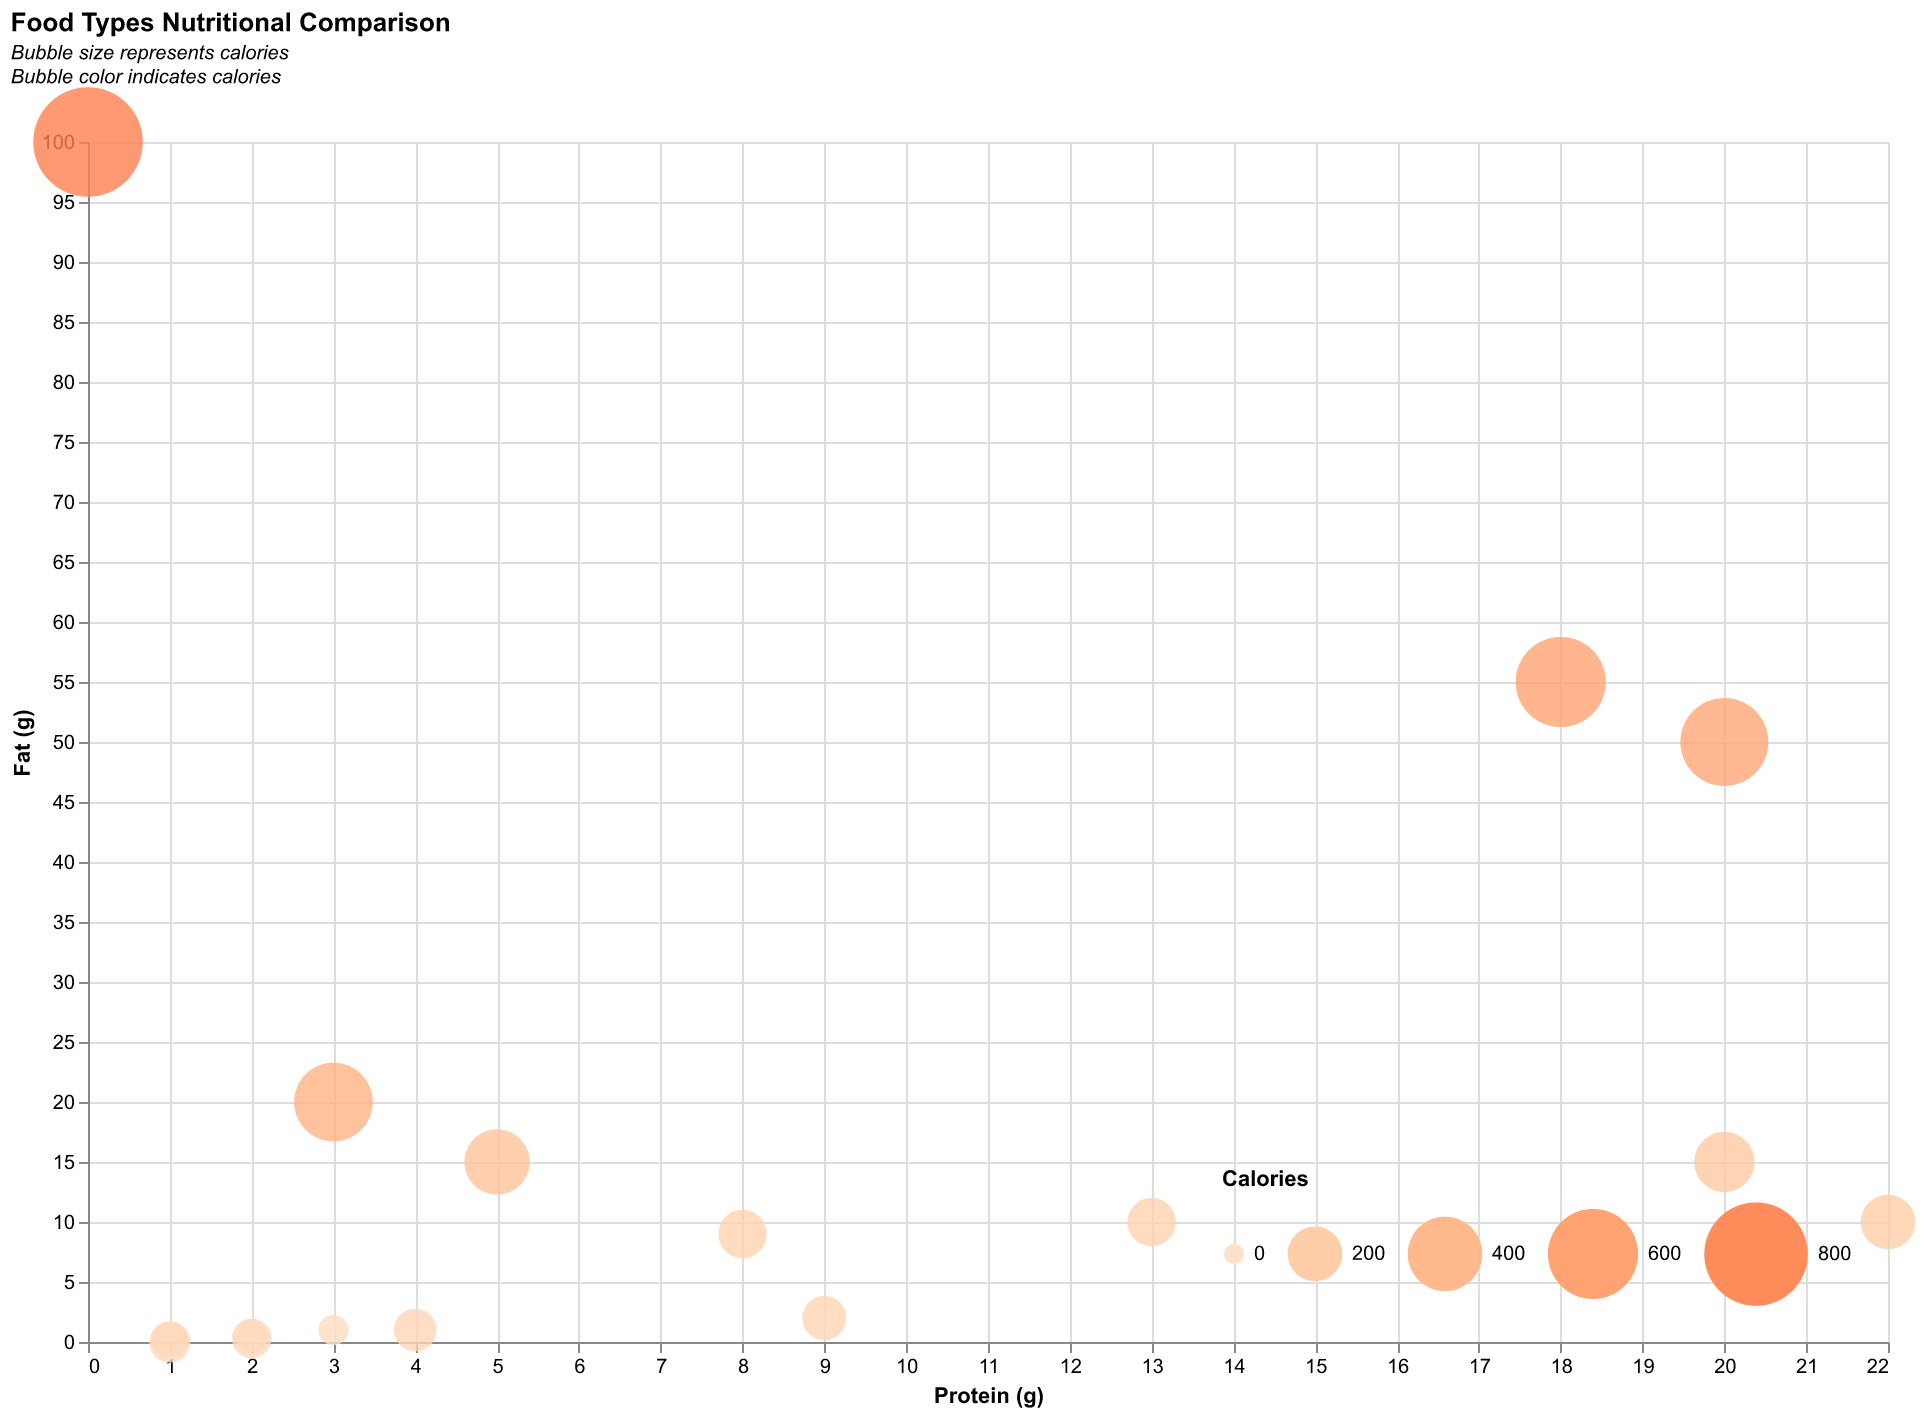 Food Types Nutritional Comparison
Bubble size represents calories
Bubble color indicates calories
100
95
90
85
80
75
70
65
60
55
50
45
40
35
30
25
20
15
10
5
0
Fat (g)
Calories
0 200 400 600 800
0 1 2 3 4 5 6 7 8 9 10 11 12 13 14 15 16 17 18 19 20 21 22
Protein (g)